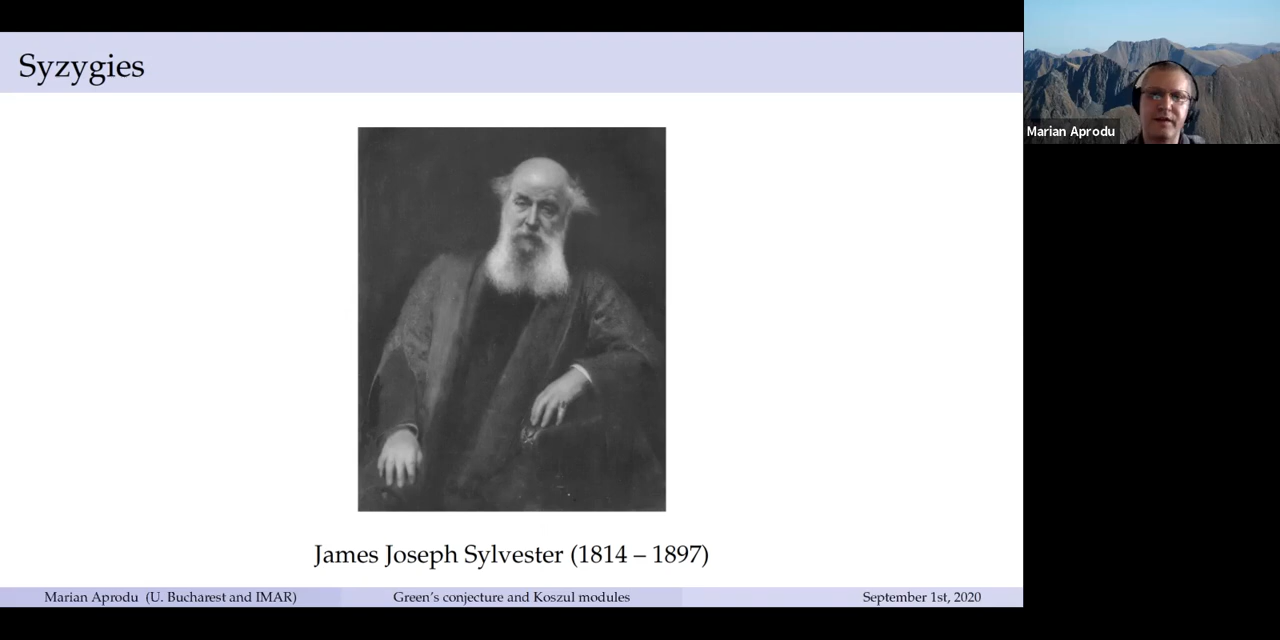 Syzygies
Marian Aprodu
James Joseph Sylvester (1814 – 1897)
Marian Aprodu (U. Bucharest and IMAR)
Green's conjecture and Koszul modules
September 1st, 2020